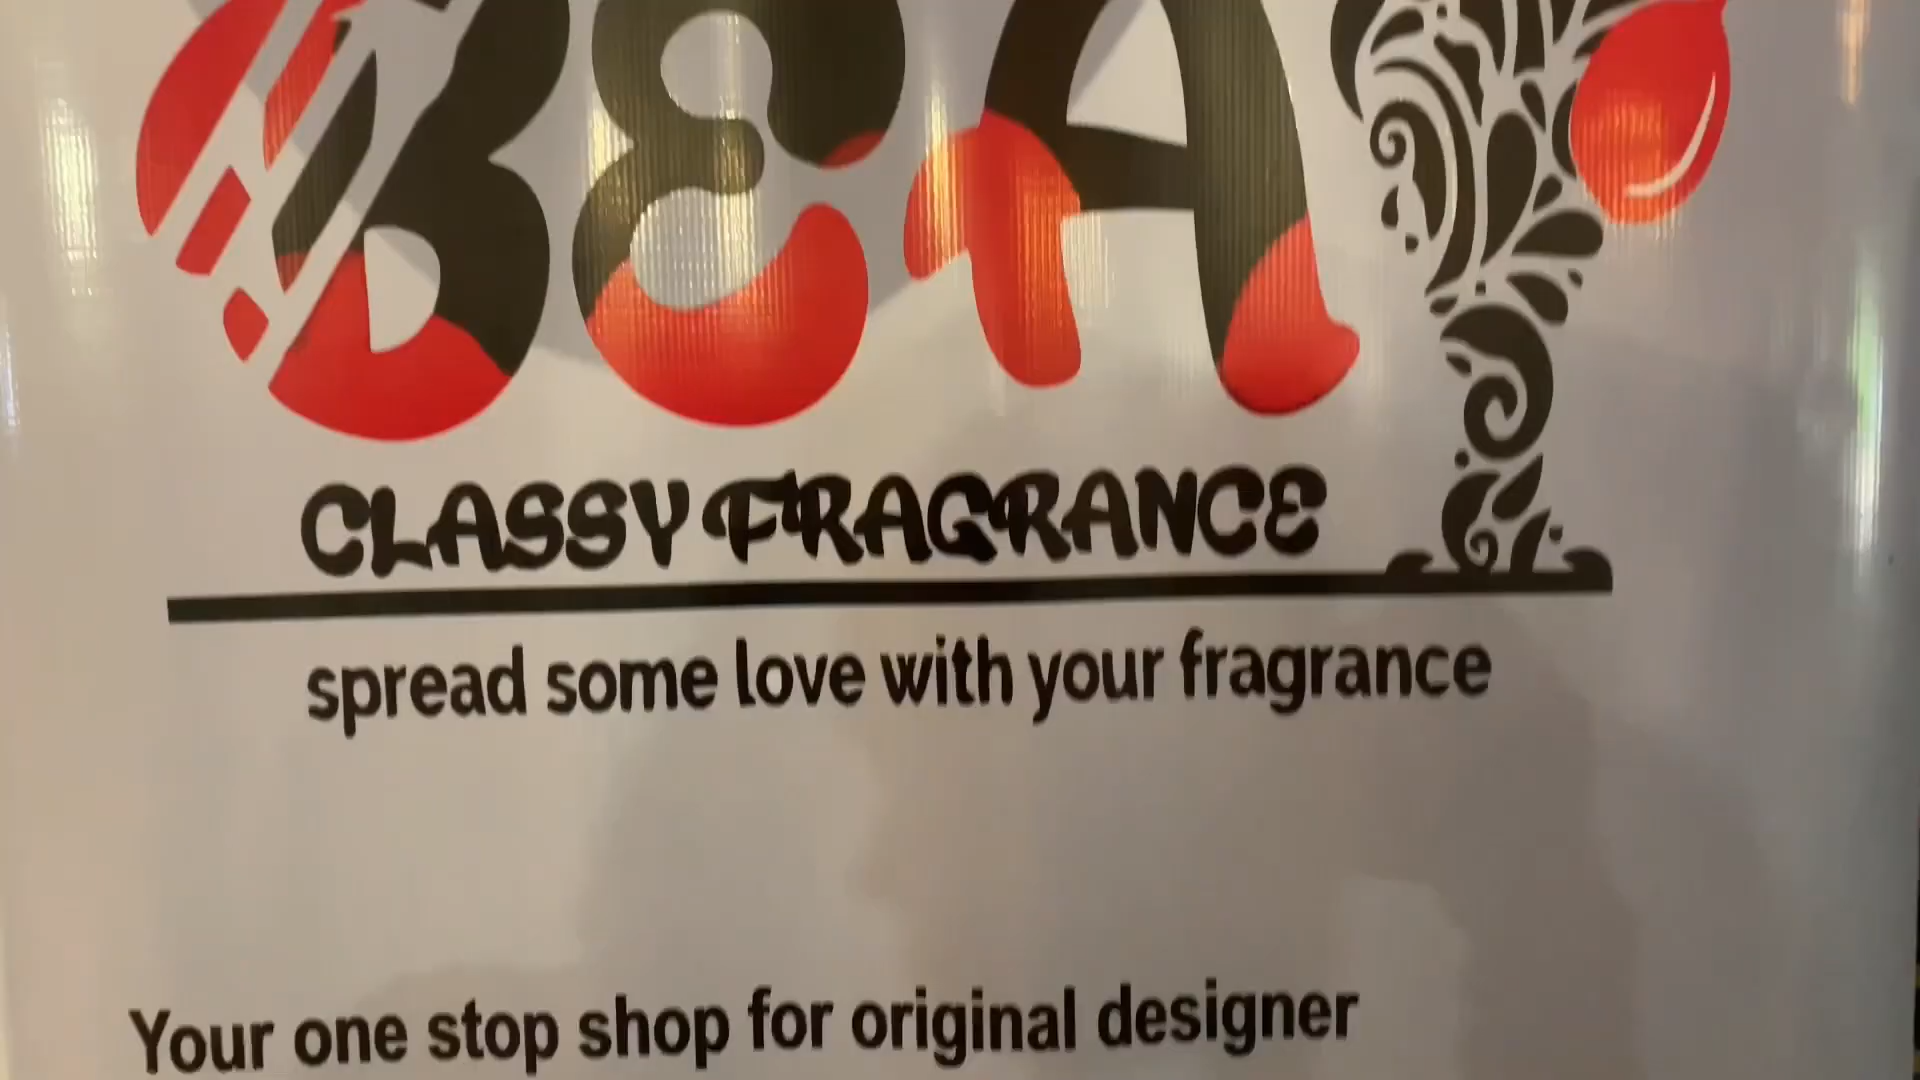 BEA
CLASSY FRAGRANCE
spread some love with your fragrance
Your one stop shop for original designer